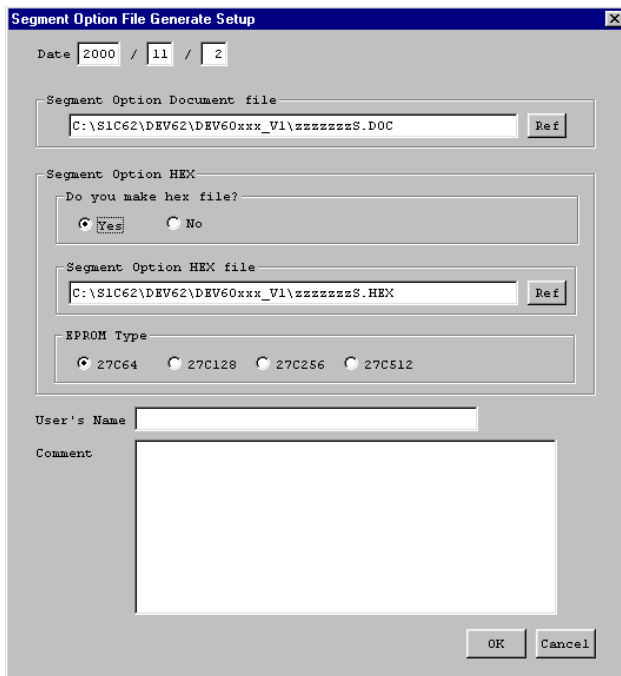 Segment Option File Generate Setup
Date 2000 / 11 / 2
Segment Option Document file
C:\S1C62\DEV62\DEV60xxx_V1\zzzzzzzS.DOC Ref
Segment Option HEX
Do you make hex file?
Yes No
Segment Option HEX file
C:\S1C62\DEV62\DEV60xxx_V1\zzzzzzzS.HEX Ref
EPROM Type
27C64 27C128 27C256 27C512
User's Name
Comment
OK Cancel